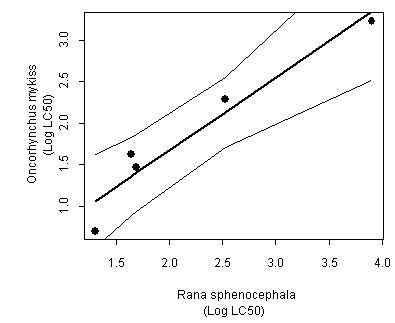 Oncorhynchus mykiss
(Log LC50)
3.0
2.5
2.0
1.5
1.0
1.5 2.0 2.5 3.0 3.5 4.0
Rana sphenocephala
(Log LC50)